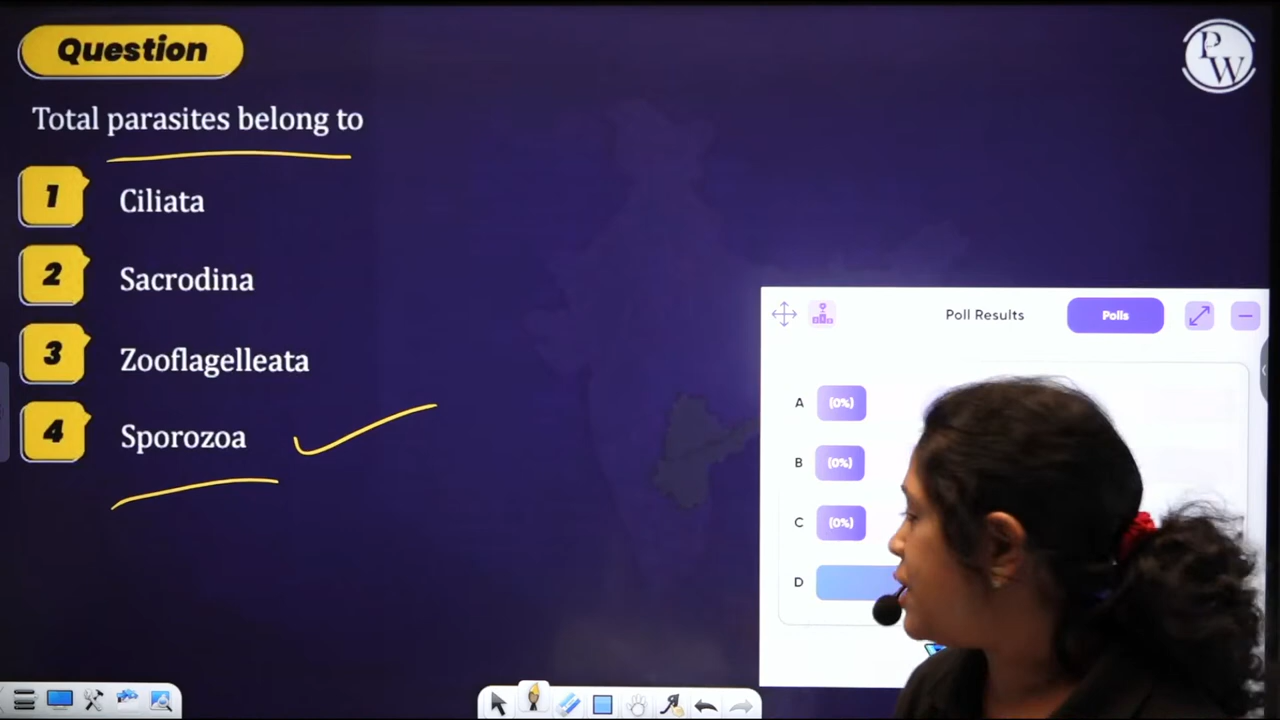 Question
PW
Total parasites belong to
1 Ciliata
2 Sacrodina
3 Zooflagelleata
4 Sporozoa
Poll Results Polls
A (0%)
B (0%)
C (0%)
D